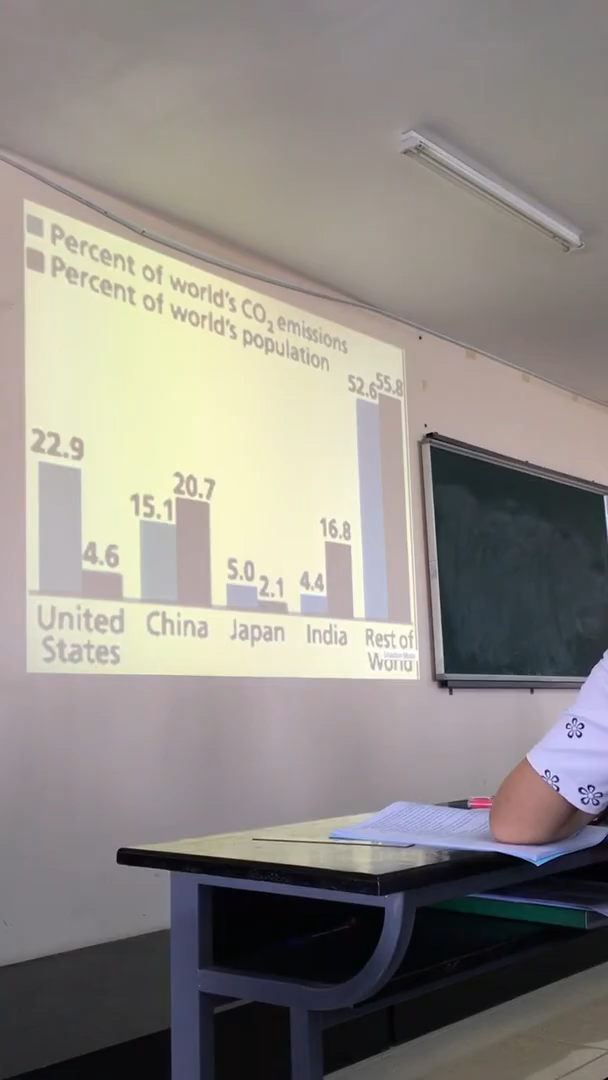 Percent of world's CO₂ emissions
Percent of world's population
22.9
4.6
15.1
20.7
5.0
2.1
4.4
16.8
52.6
55.8
United States
China
Japan
India
Rest of World